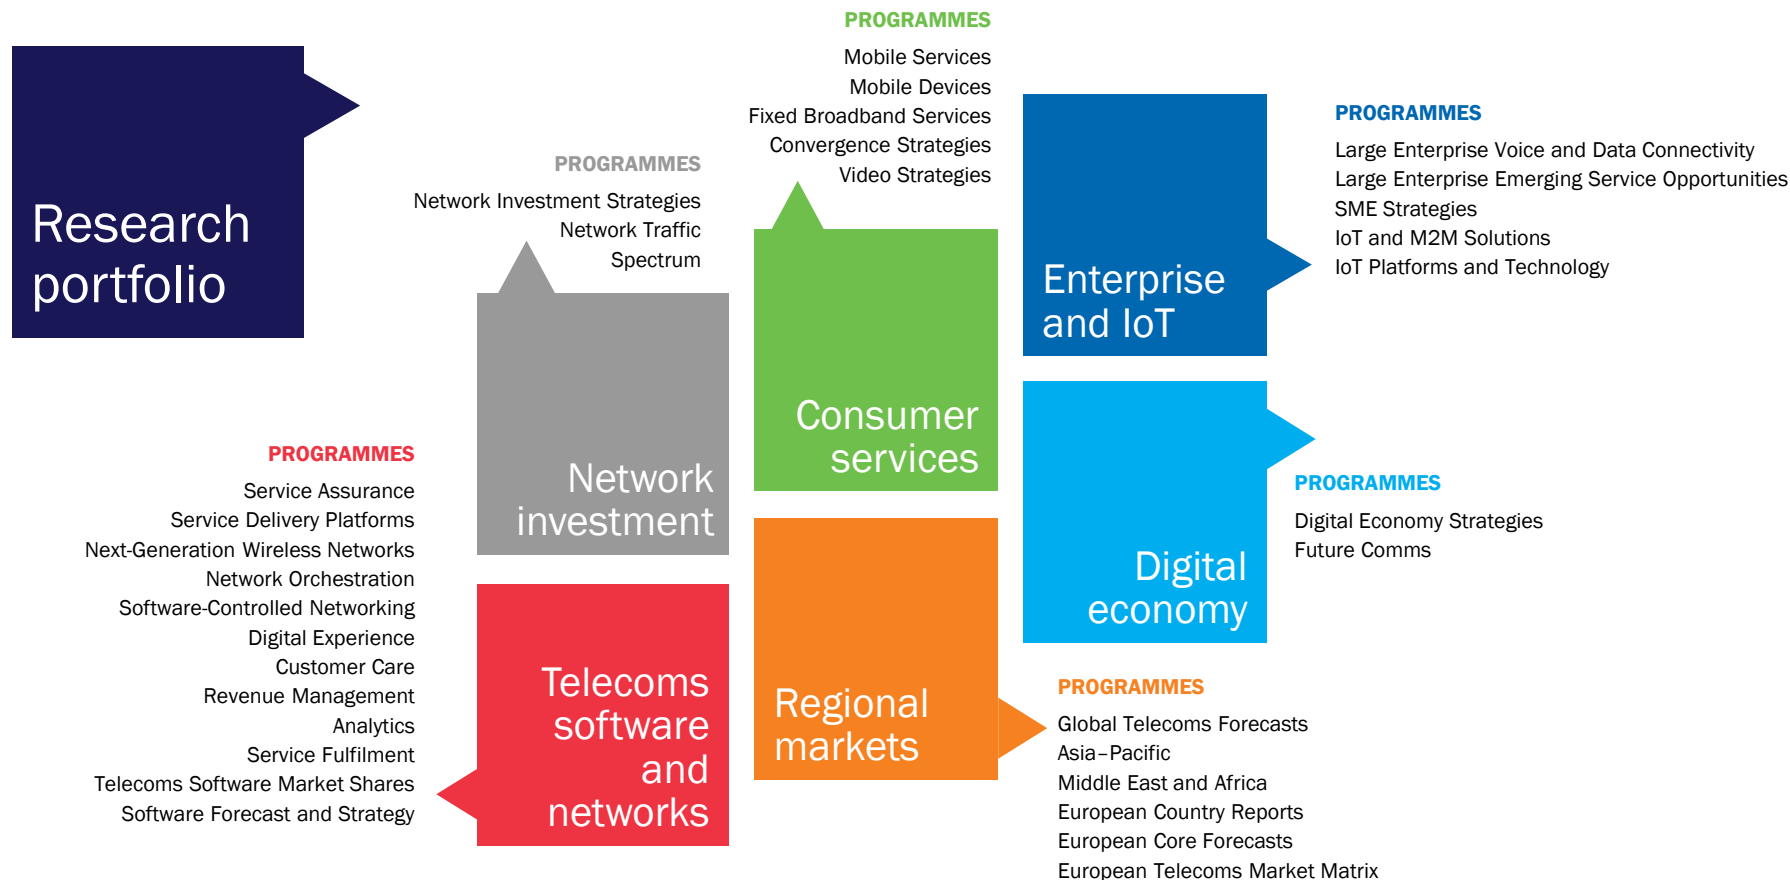 Research
portfolio
PROGRAMMES
Network Investment Strategies
Network Traffic
Spectrum
Network
investment
PROGRAMMES
Mobile Services
Mobile Devices
Fixed Broadband Services
Convergence Strategies
Video Strategies
Consumer
services
Enterprise
and IoT
PROGRAMMES
Large Enterprise Voice and Data Connectivity
Large Enterprise Emerging Service Opportunities
SME Strategies
IoT and M2M Solutions
IoT Platforms and Technology
PROGRAMMES
Service Assurance
Service Delivery Platforms
Next-Generation Wireless Networks
Network Orchestration
Software-Controlled Networking
Digital Experience
Customer Care
Revenue Management
Analytics
Service Fulfilment
Telecoms Software Market Shares
Software Forecast and Strategy
Telecoms
software
and
networks
Regional
markets
PROGRAMMES
Global Telecoms Forecasts
Asia–Pacific
Middle East and Africa
European Country Reports
European Core Forecasts
European Telecoms Market Matrix
Digital
economy
PROGRAMMES
Digital Economy Strategies
Future Comms